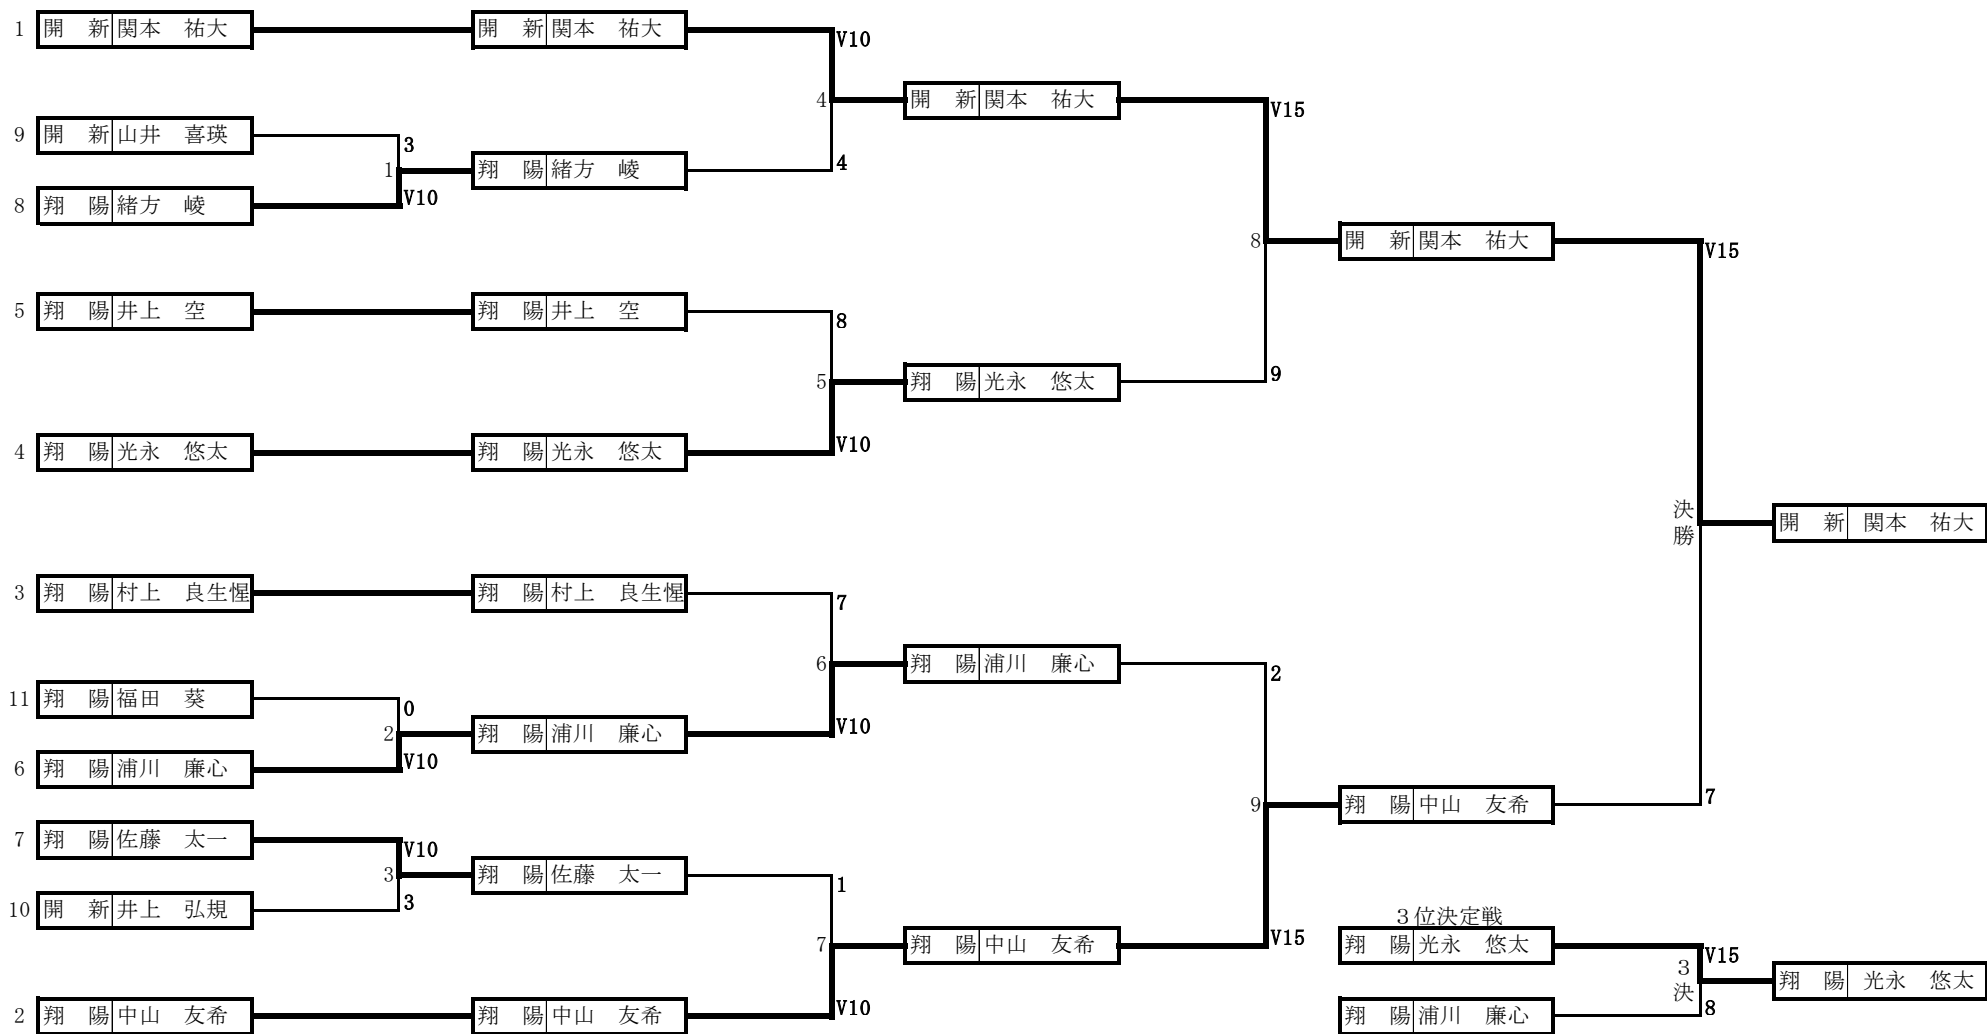 1 開　新 関本　祐大 開　新 関本　祐大 V10
4 開　新 関本　祐大 V15
9 開　新 山井　喜瑛 3
1 翔　陽 緒方　崚 4
8 翔　陽 緒方　崚 V10
8 開　新 関本　祐大 V15
5 翔　陽 井上　空 翔　陽 井上　空 8
5 翔　陽 光永　悠太 9
4 翔　陽 光永　悠太 翔　陽 光永　悠太 V10
決勝 開　新 関本　祐大
3 翔　陽 村上　良生惺 翔　陽 村上　良生惺 7
6 翔　陽 浦川　廉心 2
11 翔　陽 福田　葵 0
2 翔　陽 浦川　廉心 V10
6 翔　陽 浦川　廉心 V10
9 翔　陽 中山　友希 7
7 翔　陽 佐藤　太一 V10
3 翔　陽 佐藤　太一 1
10 開　新 井上　弘規 3
7 翔　陽 中山　友希 V15
2 翔　陽 中山　友希 翔　陽 中山　友希 V10
３位決定戦
翔　陽 光永　悠太 V15
３決 翔　陽 光永　悠太
翔　陽 浦川　廉心 8